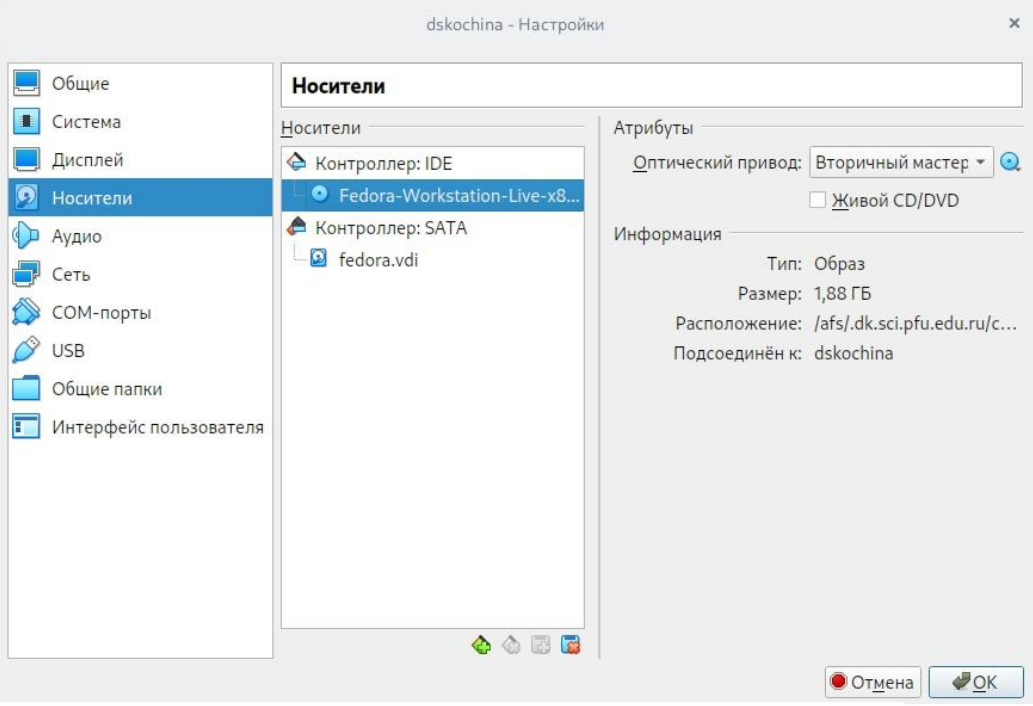 dskochina - Настройки
Общие
Система
Дисплей
Носители
Аудио
Сеть
COM-порты
USB
Общие папки
Интерфейс пользователя
Носители
Носители
Контроллер: IDE
Fedora-Workstation-Live-x8...
Контроллер: SATA
fedora.vdi
Атрибуты
Оптический привод: Вторичный мастер
Живой CD/DVD
Информация
Тип: Образ
Размер: 1,88 ГБ
Расположение: /afs/.dk.sci.pfu.edu.ru/c...
Подсоединён к: dskochina
Отмена
OK